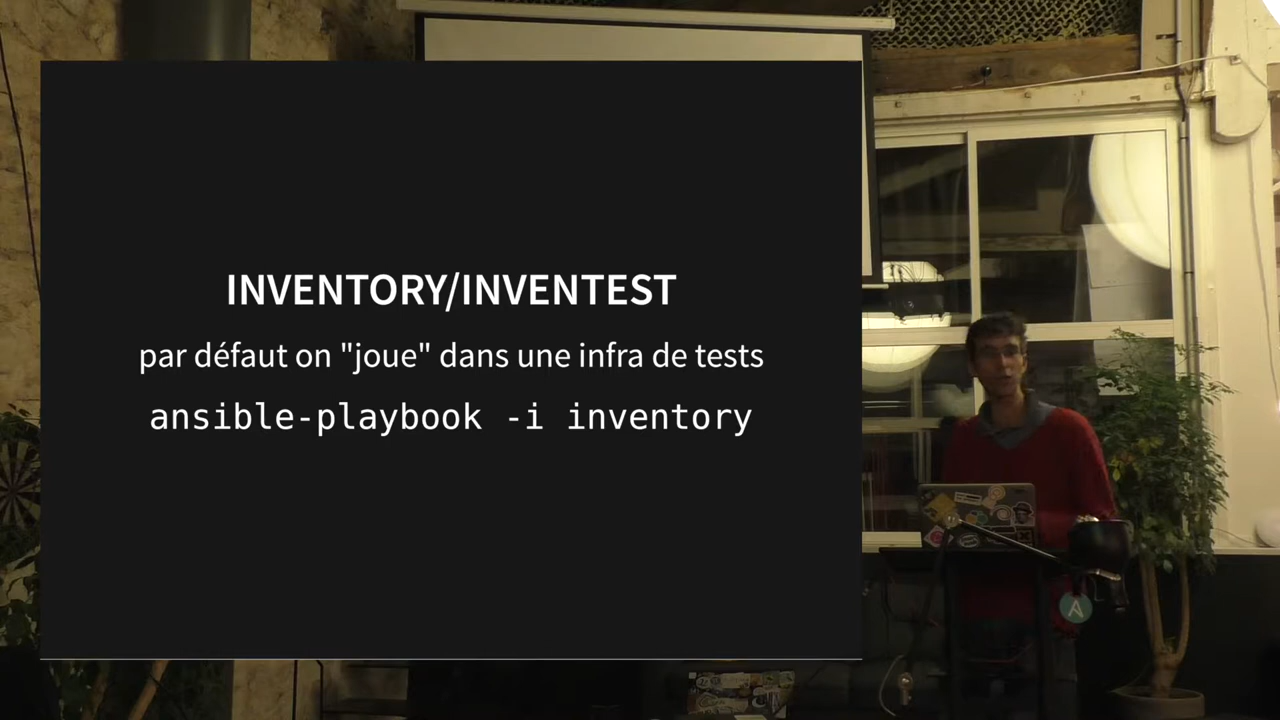 INVENTORY/INVENTEST
par défaut on "joue" dans une infra de tests
ansible-playbook -i inventory